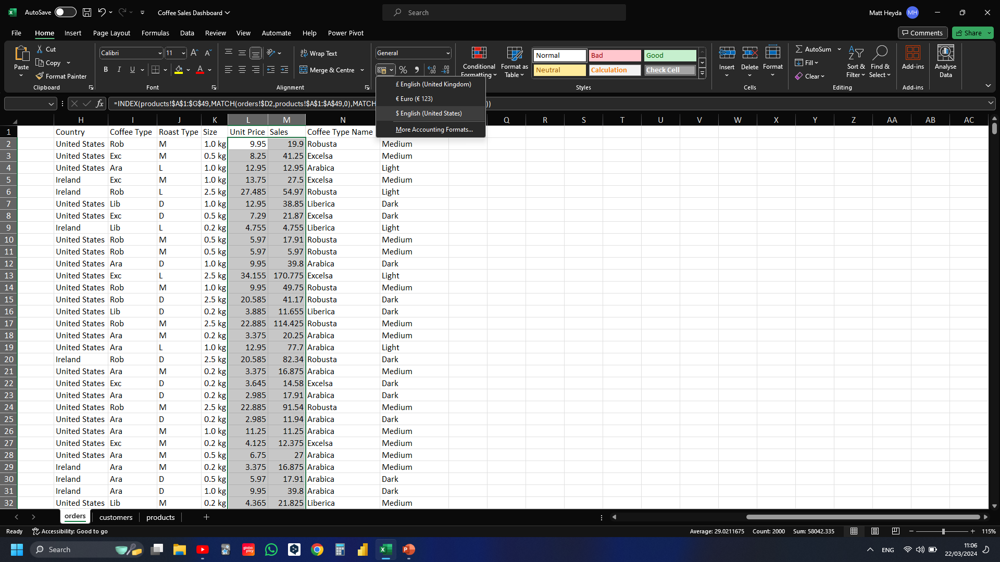 AutoSave
Coffee Sales Dashboard
Search
Matt Heyda MH
File Home Insert Page Layout Formulas Data Review View Automate Help Power Pivot
Comments Share
Paste
Cut
Copy
Format Painter
Clipboard
Calibri 11
B I U
Font
Wrap Text
Merge & Centre
Alignment
General
% ,
£ English (United Kingdom)
€ Euro (€ 123)
$ English (United States)
More Accounting Formats...
Conditional Formatting
Format as Table
Normal Bad Good
Neutral Calculation Check Cell
Styles
Insert Delete Format
Cells
AutoSum
Fill
Clear
Sort & Filter
Find & Select
Editing
Add-ins
Add-ins
Analyse Data
fx =INDEX(products!$A$1:$G$49,MATCH(orders!$D2,products!$A$1:$A$49,0),MATCH ))
H I J K L M N Q R S T U V W X Y Z AA AB AC
1 Country Coffee Type Roast Type Size Unit Price Sales Coffee Type Name
2 United States Rob M 1.0 kg 9.95 19.9 Robusta Medium
3 United States Exc M 0.5 kg 8.25 41.25 Excelsa Medium
4 United States Ara L 1.0 kg 12.95 12.95 Arabica Light
5 Ireland Exc M 1.0 kg 13.75 27.5 Excelsa Medium
6 Ireland Rob L 2.5 kg 27.485 54.97 Robusta Light
7 United States Lib D 1.0 kg 12.95 38.85 Liberica Dark
8 United States Exc D 0.5 kg 7.29 21.87 Excelsa Dark
9 Ireland Lib L 0.2 kg 4.755 4.755 Liberica Light
10 United States Rob M 0.5 kg 5.97 17.91 Robusta Medium
11 United States Rob M 0.5 kg 5.97 5.97 Robusta Medium
12 United States Ara D 1.0 kg 9.95 39.8 Arabica Dark
13 United States Exc L 2.5 kg 34.155 170.775 Excelsa Light
14 United States Rob M 1.0 kg 9.95 49.75 Robusta Medium
15 United States Rob D 2.5 kg 20.585 41.17 Robusta Dark
16 United States Lib D 0.2 kg 3.885 11.655 Liberica Dark
17 United States Rob M 2.5 kg 22.885 114.425 Robusta Medium
18 United States Ara M 0.2 kg 3.375 20.25 Arabica Medium
19 United States Ara L 1.0 kg 12.95 77.7 Arabica Light
20 Ireland Rob D 2.5 kg 20.585 82.34 Robusta Dark
21 United States Ara M 0.2 kg 3.375 16.875 Arabica Medium
22 United States Exc D 0.2 kg 3.645 14.58 Excelsa Dark
23 United States Ara D 0.2 kg 2.985 17.91 Arabica Dark
24 United States Rob M 2.5 kg 22.885 91.54 Robusta Medium
25 United States Ara D 0.2 kg 2.985 11.94 Arabica Dark
26 United States Ara M 1.0 kg 11.25 11.25 Arabica Medium
27 United States Exc M 0.2 kg 4.125 12.375 Excelsa Medium
28 United States Ara M 0.5 kg 6.75 27 Arabica Medium
29 Ireland Ara M 0.2 kg 3.375 16.875 Arabica Medium
30 Ireland Ara D 0.5 kg 5.97 17.91 Arabica Dark
31 Ireland Ara D 1.0 kg 9.95 39.8 Arabica Dark
32 United States Lib M 0.2 kg 4.365 21.825 Liberica Medium
orders customers products
Ready Accessibility: Good to go Average: 29.0211675 Count: 2000 Sum: 58042.335 115%
Search
ENG
11:06
22/03/2024